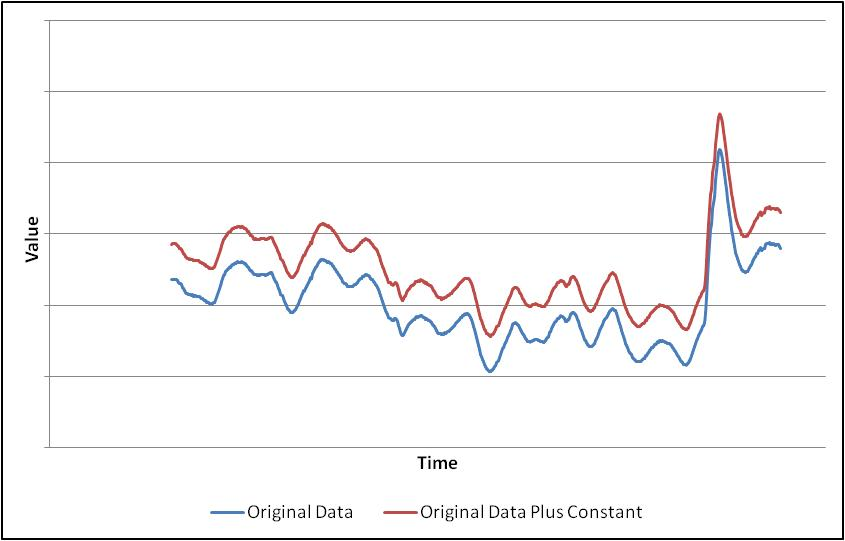 Value
Time
Original Data
Original Data Plus Constant